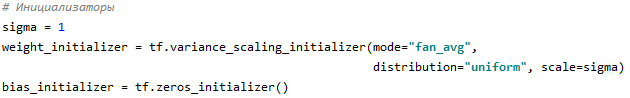 # Инициализаторы
sigma = 1
weight_initializer = tf.variance_scaling_initializer(mode="fan_avg",
distribution="uniform", scale=sigma)
bias_initializer = tf.zeros_initializer()